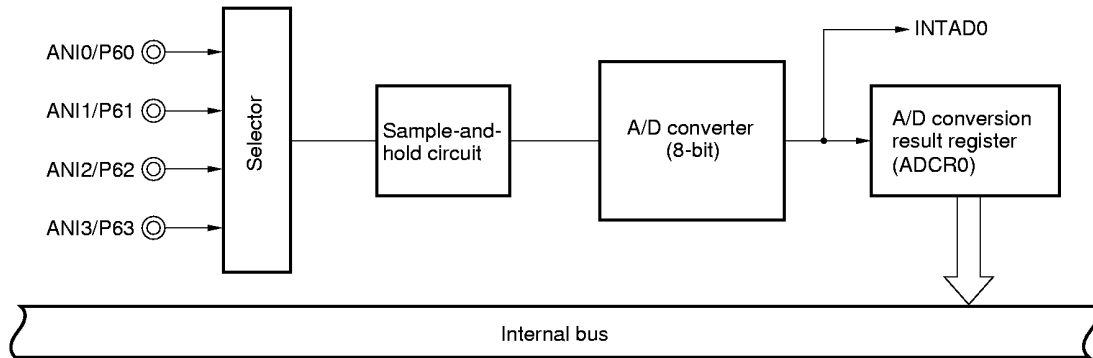 ANI0/P60
ANI1/P61
ANI2/P62
ANI3/P63
Selector
Sample-and-
hold circuit
A/D converter
(8-bit)
INTAD0
A/D conversion
result register
(ADCR0)
Internal bus